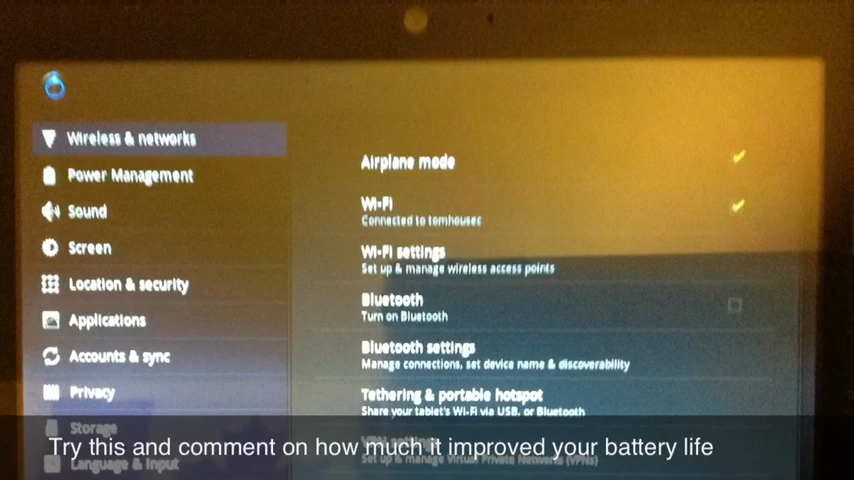 Wireless & networks
Power Management
Sound
Screen
Location & security
Applications
Accounts & sync
Privacy
Storage
Language & input
Airplane mode
Wi-Fi
Connected to tomhousec
Wi-Fi settings
Set up & manage wireless access points
Bluetooth
Turn on Bluetooth
Bluetooth settings
Manage connections, set device name & discoverability
Tethering & portable hotspot
Share your tablet's Wi-Fi via USB, or Bluetooth
VPN settings
Set up & manage Virtual Private Networks (VPNs)
Try this and comment on how much it improved your battery life